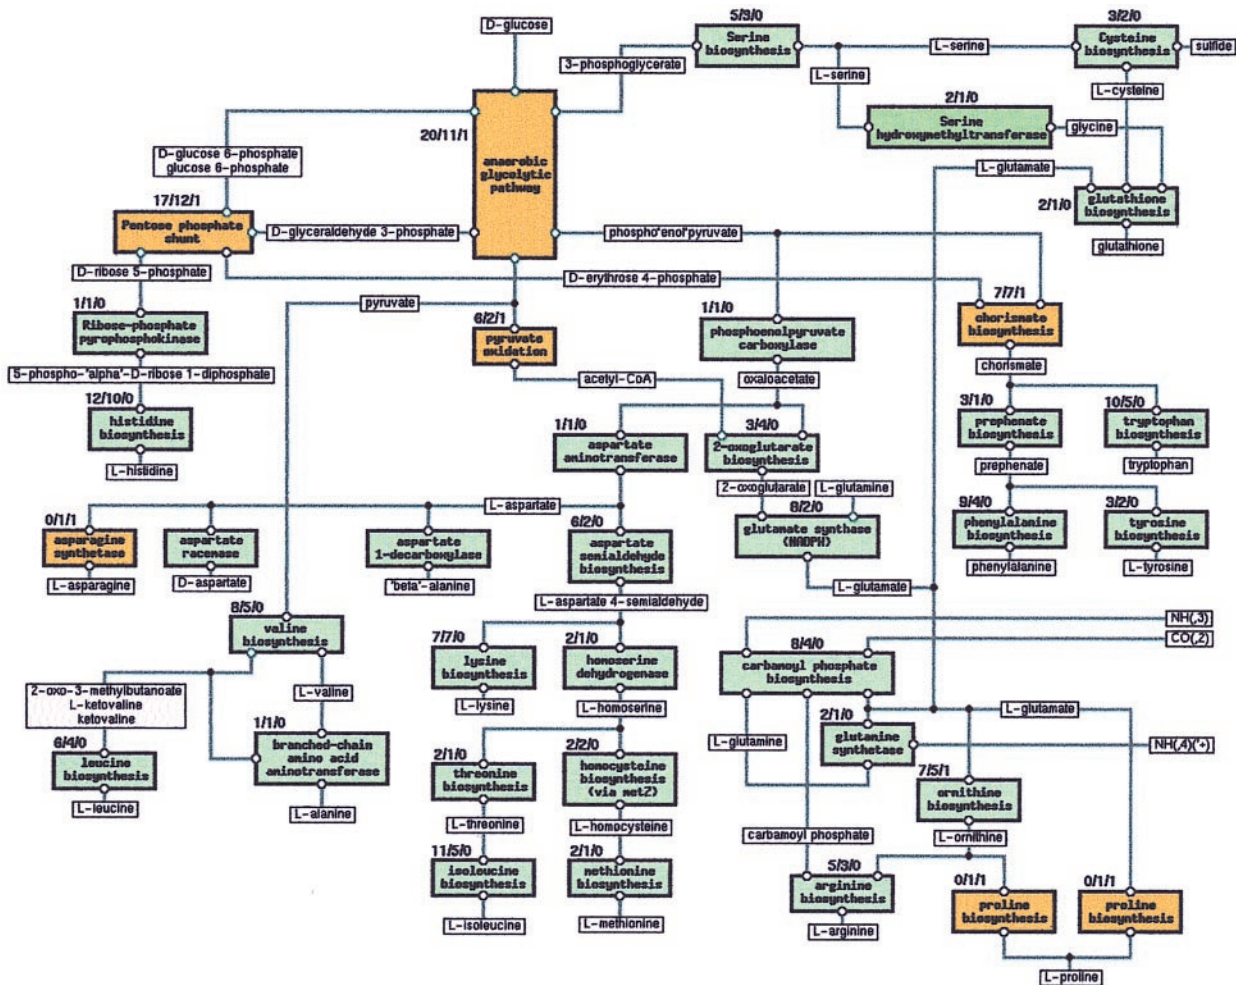 D-glucose
5/3/0
Serine
biosynthesis
3/2/0
Cysteine
biosynthesis
L-serine
sulfide
3-phosphoglycerate
L-serine
L-cysteine
20/11/1
anaerobic
glycolytic
pathway
2/1/0
Serine
hydroxymethyltransferase
glycine
D-glucose 6-phosphate
glucose 6-phosphate
L-glutamate
17/12/1
Pentose phosphate
shunt
D-glyceraldehyde 3-phosphate
phospho'enol'pyruvate
2/1/0
glutathione
biosynthesis
glutathione
D-ribose 5-phosphate
D-erythrose 4-phosphate
1/1/0
Ribose-phosphate
pyrophosphokinase
pyruvate
6/2/1
pyruvate
oxidation
1/1/0
phosphoenolpyruvate
carboxylase
7/7/1
chorismate
biosynthesis
chorismate
5-phospho-'alpha'-D-ribose 1-diphosphate
acetyl-CoA
oxaloacetate
12/10/0
histidine
biosynthesis
L-histidine
1/1/0
aspartate
aminotransferase
3/4/0
2-oxoglutarate
biosynthesis
3/1/0
prephenate
biosynthesis
10/5/0
tryptophan
biosynthesis
prephenate
tryptophan
2-oxoglutarate
L-glutamine
L-aspartate
0/1/1
asparagine
synthetase
L-asparagine
aspartate
racemase
D-aspartate
aspartate
1-decarboxylase
'beta'-alanine
6/2/0
aspartate
semialdehyde
biosynthesis
8/2/0
glutamate synthase
(NADPH)
9/4/0
phenylalanine
biosynthesis
phenylalanine
3/2/0
tyrosine
biosynthesis
L-tyrosine
L-glutamate
L-aspartate 4-semialdehyde
8/5/0
valine
biosynthesis
NH(,3)
CO(,2)
7/7/0
lysine
biosynthesis
L-lysine
2/1/0
homoserine
dehydrogenase
L-homoserine
8/4/0
carbamoyl phosphate
biosynthesis
2-oxo-3-methylbutanoate
L-ketovaline
ketovaline
L-valine
L-glutamine
2/1/0
glutamine
synthetase
L-glutamate
NH(,4)('+)
6/4/0
leucine
biosynthesis
L-leucine
1/1/0
branched-chain
amino acid
aminotransferase
L-alanine
2/1/0
threonine
biosynthesis
L-threonine
2/2/0
homocysteine
biosynthesis
(via metZ)
L-homocysteine
7/5/1
ornithine
biosynthesis
L-ornithine
carbamoyl phosphate
11/5/0
isoleucine
biosynthesis
L-isoleucine
2/1/0
methionine
biosynthesis
L-methionine
5/3/0
arginine
biosynthesis
L-arginine
0/1/1
proline
biosynthesis
0/1/1
proline
biosynthesis
L-proline